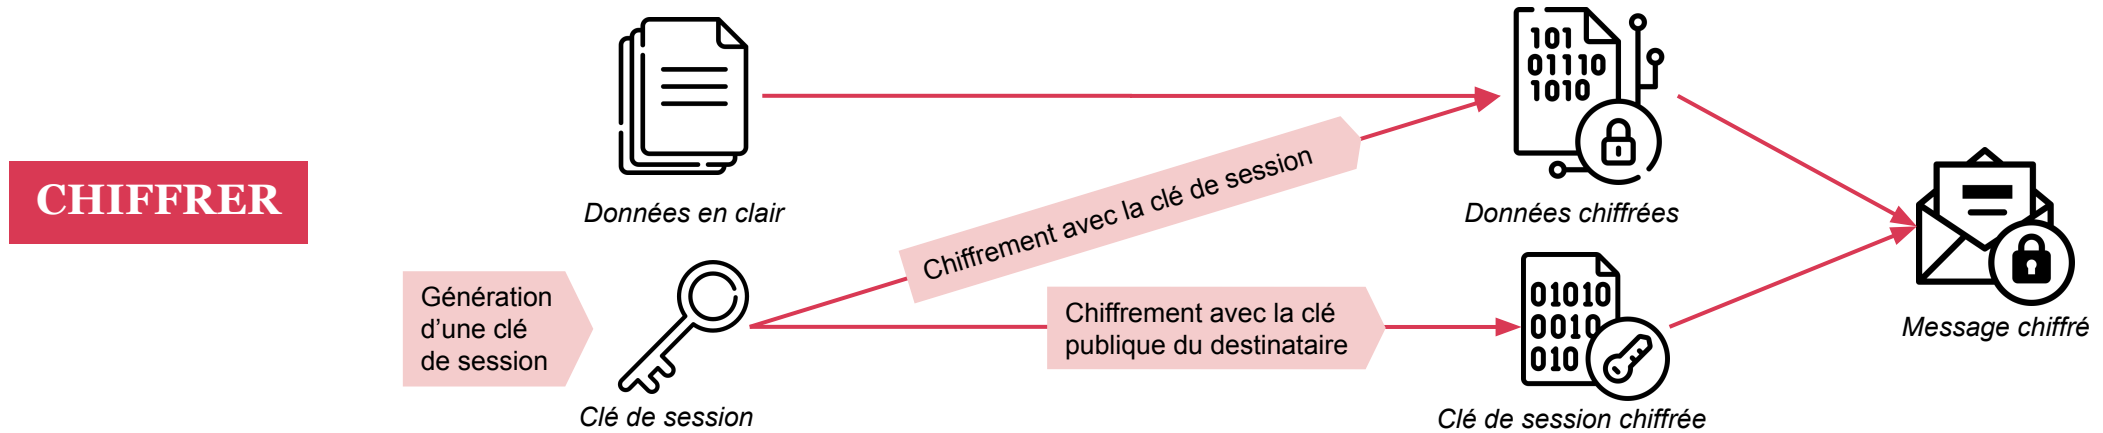 CHIFFRER
Données en clair
Génération
d’une clé
de session
Clé de session
Chiffrement avec la clé de session
Chiffrement avec la clé
publique du destinataire
101
01110
1010
Données chiffrées
01010
0010
010
Clé de session chiffrée
Message chiffré